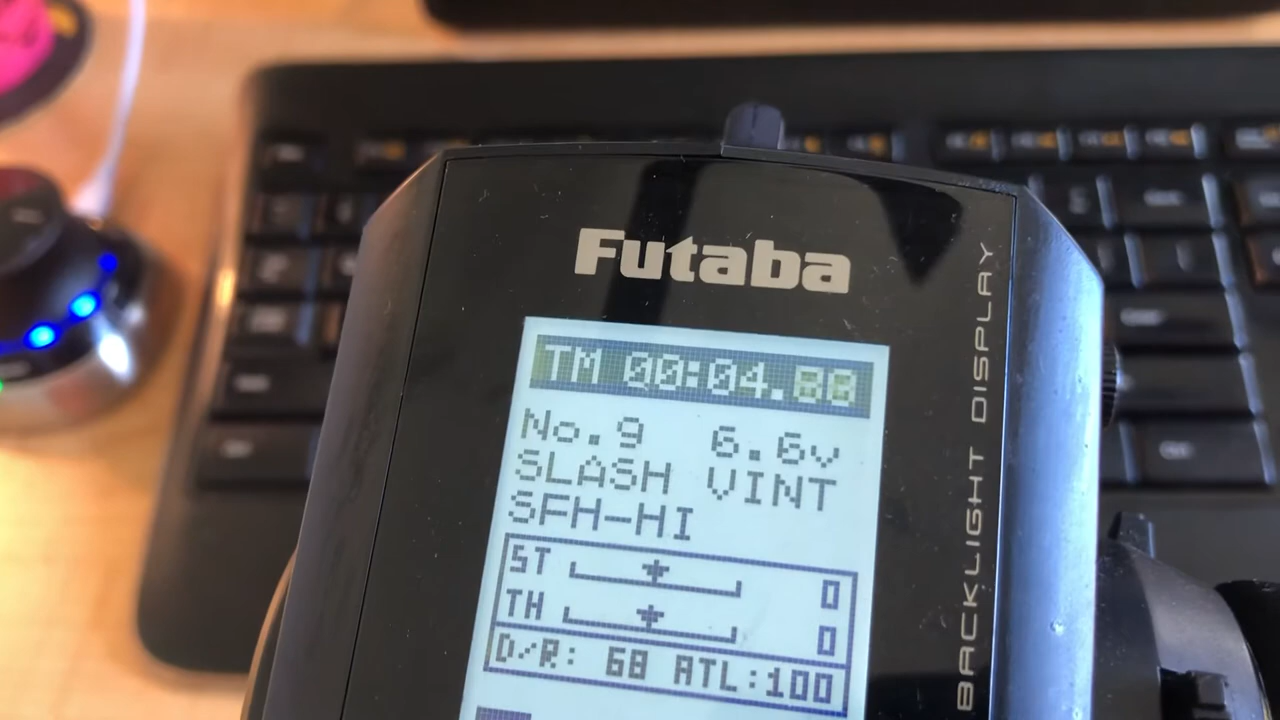 Futaba
TM 00:04.88
No.9 6.6v
SLASH VINT
SFH-HI
ST 0
TH 0
D/R: 68 ATL:100
BACKLIGHT DISPLAY